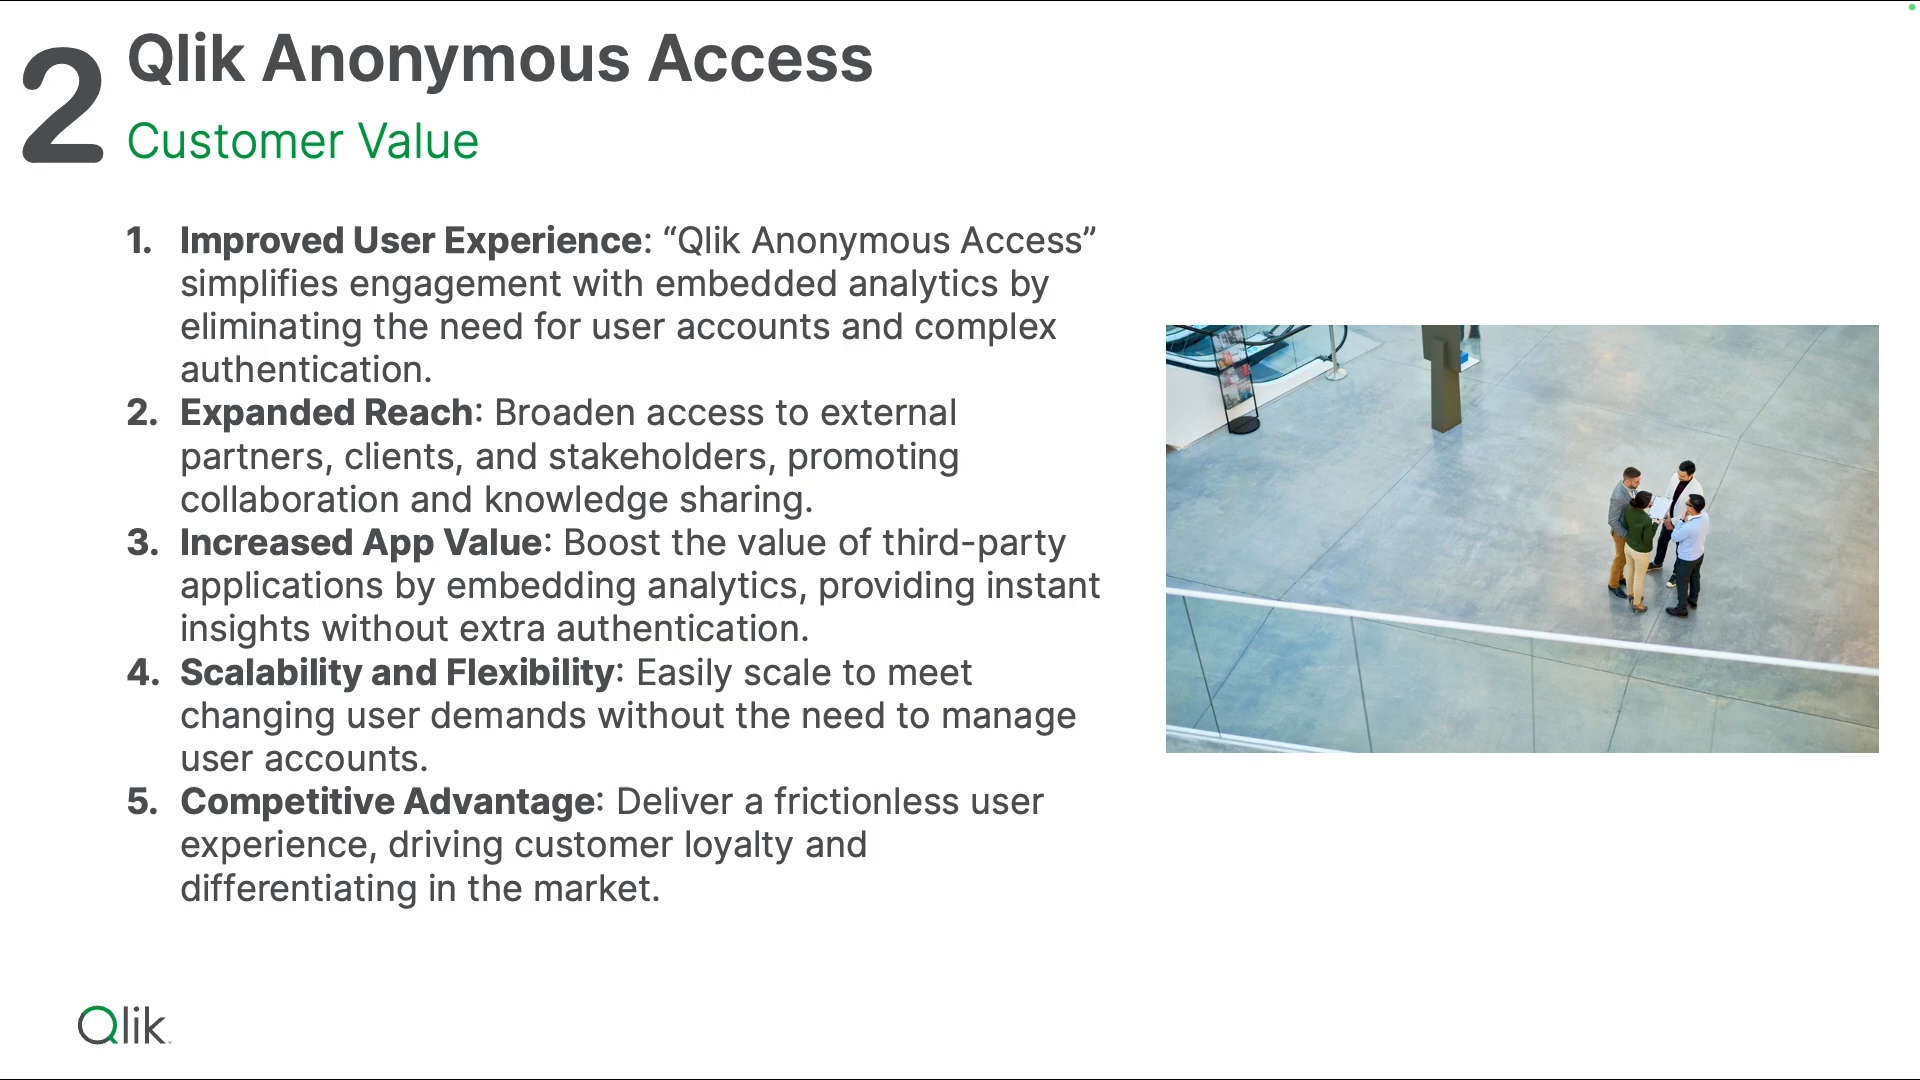 2
Qlik Anonymous Access
Customer Value
1. Improved User Experience: “Qlik Anonymous Access”
simplifies engagement with embedded analytics by
eliminating the need for user accounts and complex
authentication.
2. Expanded Reach: Broaden access to external
partners, clients, and stakeholders, promoting
collaboration and knowledge sharing.
3. Increased App Value: Boost the value of third-party
applications by embedding analytics, providing instant
insights without extra authentication.
4. Scalability and Flexibility: Easily scale to meet
changing user demands without the need to manage
user accounts.
5. Competitive Advantage: Deliver a frictionless user
experience, driving customer loyalty and
differentiating in the market.
Qlik